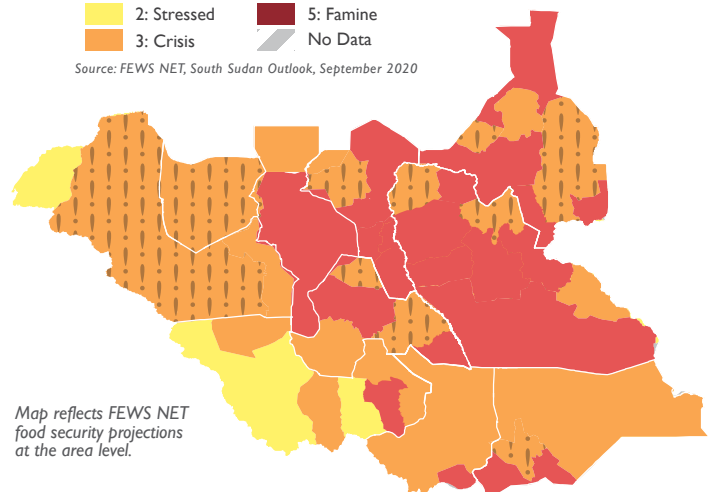 2: Stressed
5: Famine
3: Crisis
No Data
Source: FEWS NET, South Sudan Outlook, September 2020
Map reflects FEWS NET
food security projections
at the area level.